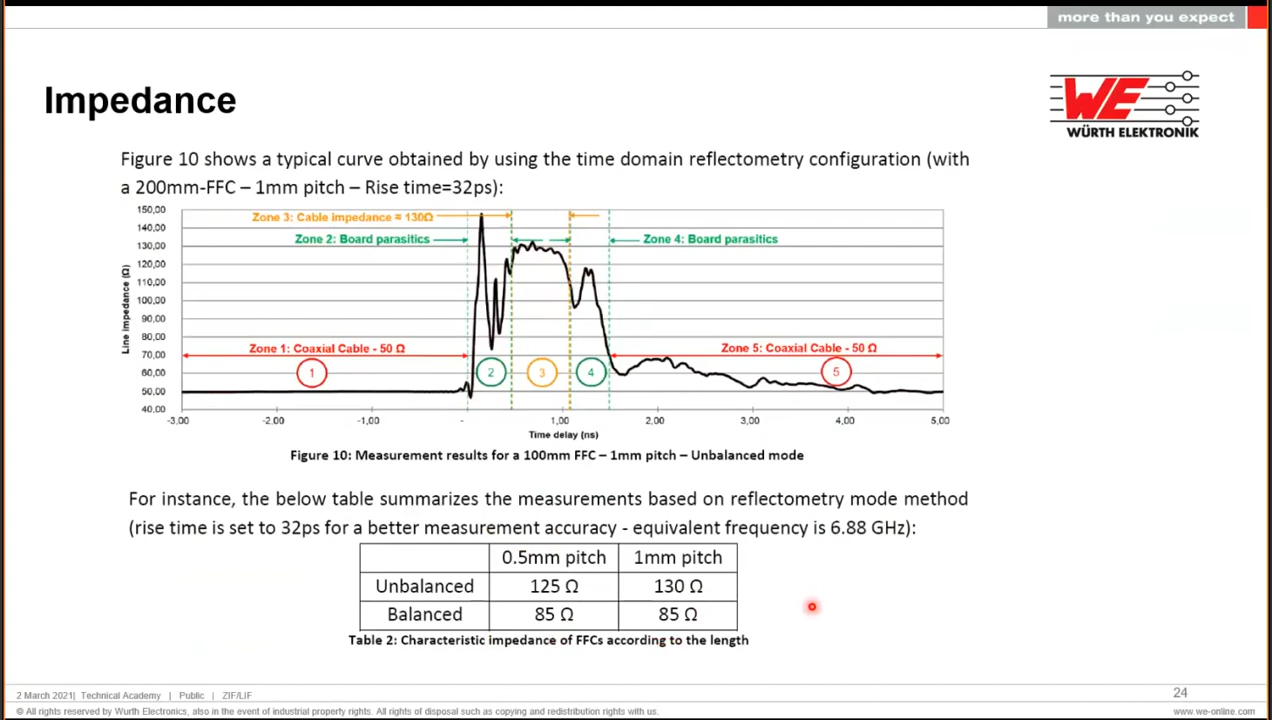 more than you expect
Impedance
WE
WÜRTH ELEKTRONIK
Figure 10 shows a typical curve obtained by using the time domain reflectometry configuration (with
a 200mm-FFC – 1mm pitch – Rise time=32ps):
150,00
140,00
130,00
120,00
110,00
100,00
90,00
80,00
70,00
60,00
50,00
40,00
Line impedance (Ω)
Zone 3: Cable impedance ≈ 130Ω
Zone 2: Board parasitics
Zone 4: Board parasitics
Zone 1: Coaxial Cable - 50 Ω
Zone 5: Coaxial Cable - 50 Ω
1
2
3
4
5
-3,00 -2,00 -1,00 - 1,00 2,00 3,00 4,00 5,00
Time delay (ns)
Figure 10: Measurement results for a 100mm FFC – 1mm pitch – Unbalanced mode
For instance, the below table summarizes the measurements based on reflectometry mode method
(rise time is set to 32ps for a better measurement accuracy - equivalent frequency is 6.88 GHz):
0.5mm pitch 1mm pitch
Unbalanced 125 Ω 130 Ω
Balanced 85 Ω 85 Ω
Table 2: Characteristic impedance of FFCs according to the length
24
2 March 2021| Technical Academy | Public | ZIF/LIF
© All rights reserved by Wurth Electronics, also in the event of industrial property rights. All rights of disposal such as copying and redistribution rights with us.
www.we-online.com